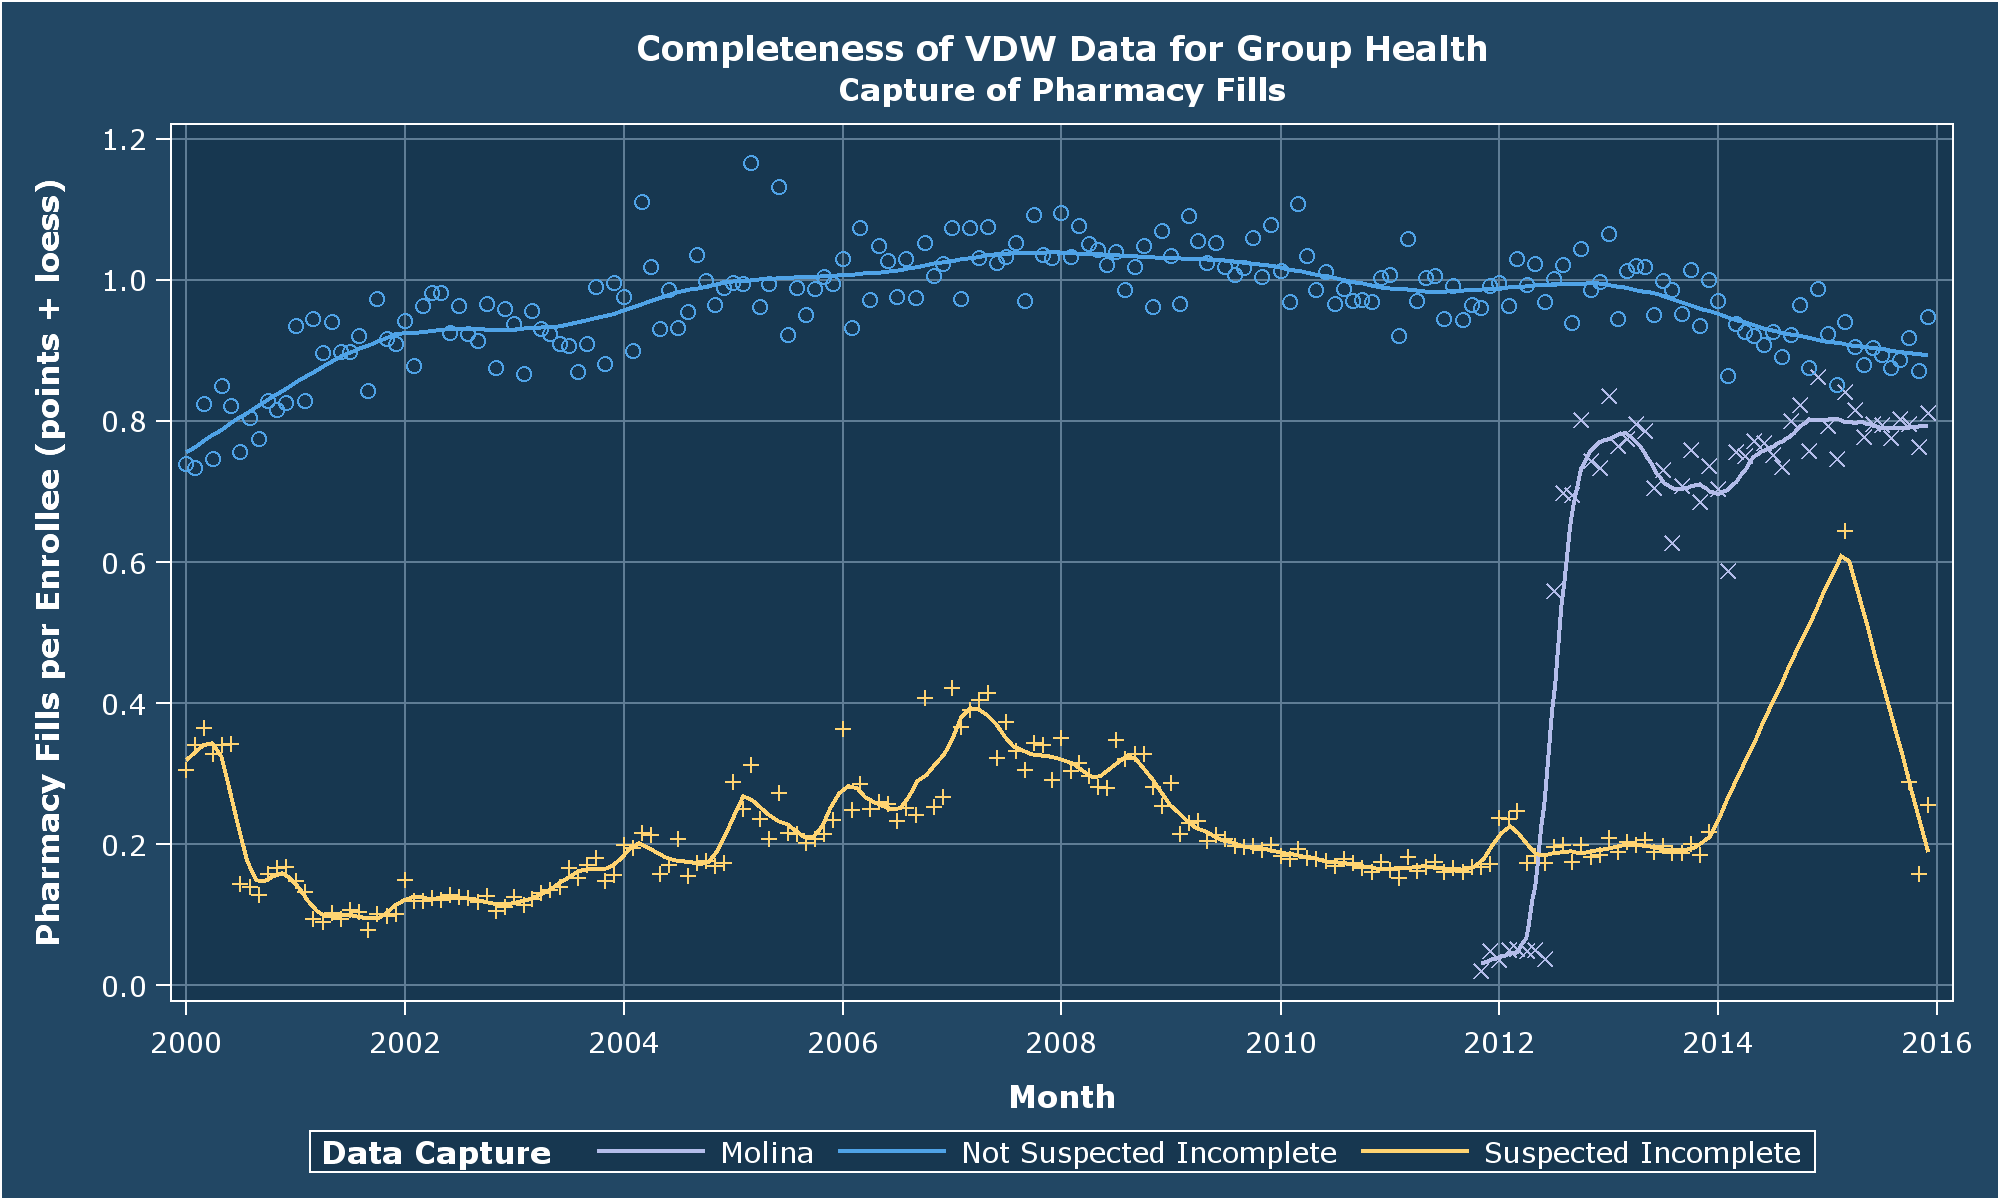 Completeness of VDW Data for Group Health
Capture of Pharmacy Fills
Pharmacy Fills per Enrollee (points + loess)
1.2
1.0
0.8
0.6
0.4
0.2
0.0
2000 2002 2004 2006 2008 2010 2012 2014 2016
Month
Data Capture Molina Not Suspected Incomplete Suspected Incomplete